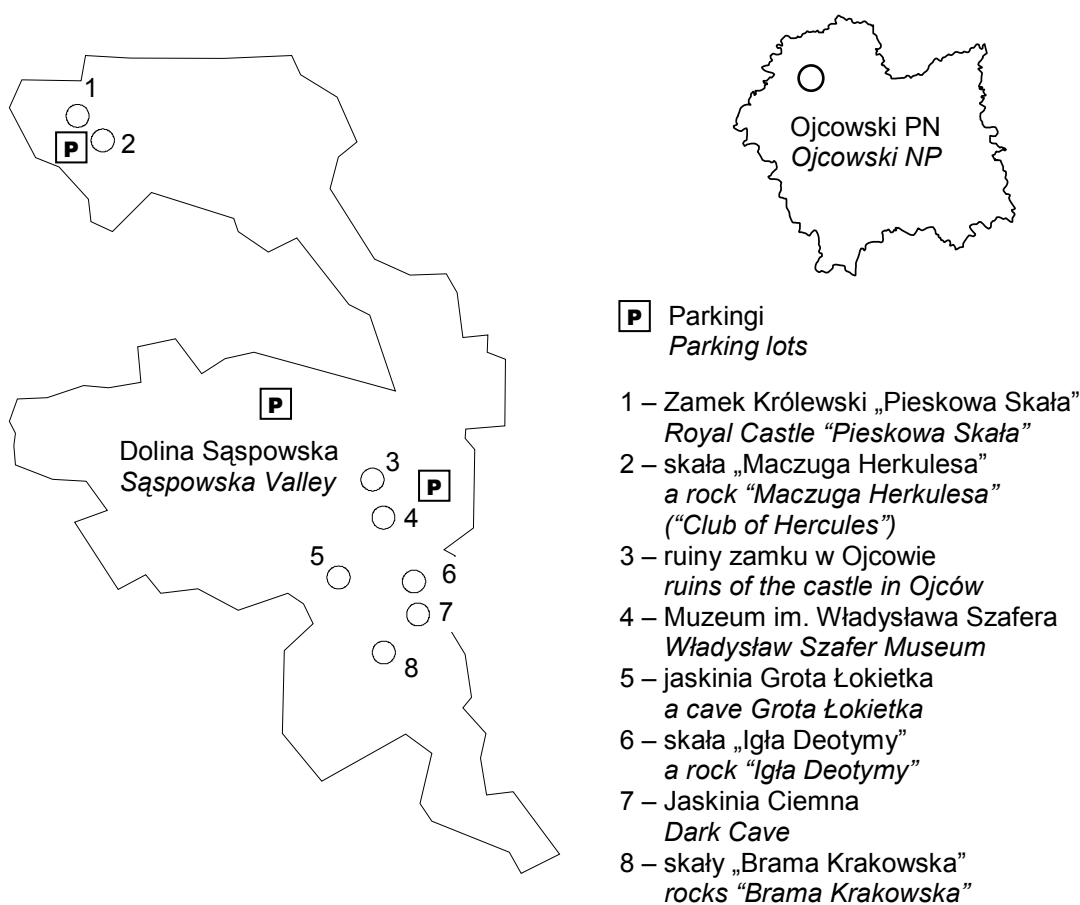 1
2
P
Ojcowski PN
Ojcowski NP
P Parkingi
Parking lots
P
Dolina Sąspowska
Sąspowska Valley
3
P
4
5
6
7
8
1 – Zamek Królewski „Pieskowa Skała”
Royal Castle “Pieskowa Skała”
2 – skała „Maczuga Herkulesa”
a rock “Maczuga Herkulesa”
(“Club of Hercules”)
3 – ruiny zamku w Ojcowie
ruins of the castle in Ojców
4 – Muzeum im. Władysława Szafera
Władysław Szafer Museum
5 – jaskinia Grota Łokietka
a cave Grota Łokietka
6 – skała „Igła Deotymy”
a rock “Igła Deotymy”
7 – Jaskinia Ciemna
Dark Cave
8 – skały „Brama Krakowska”
rocks “Brama Krakowska”